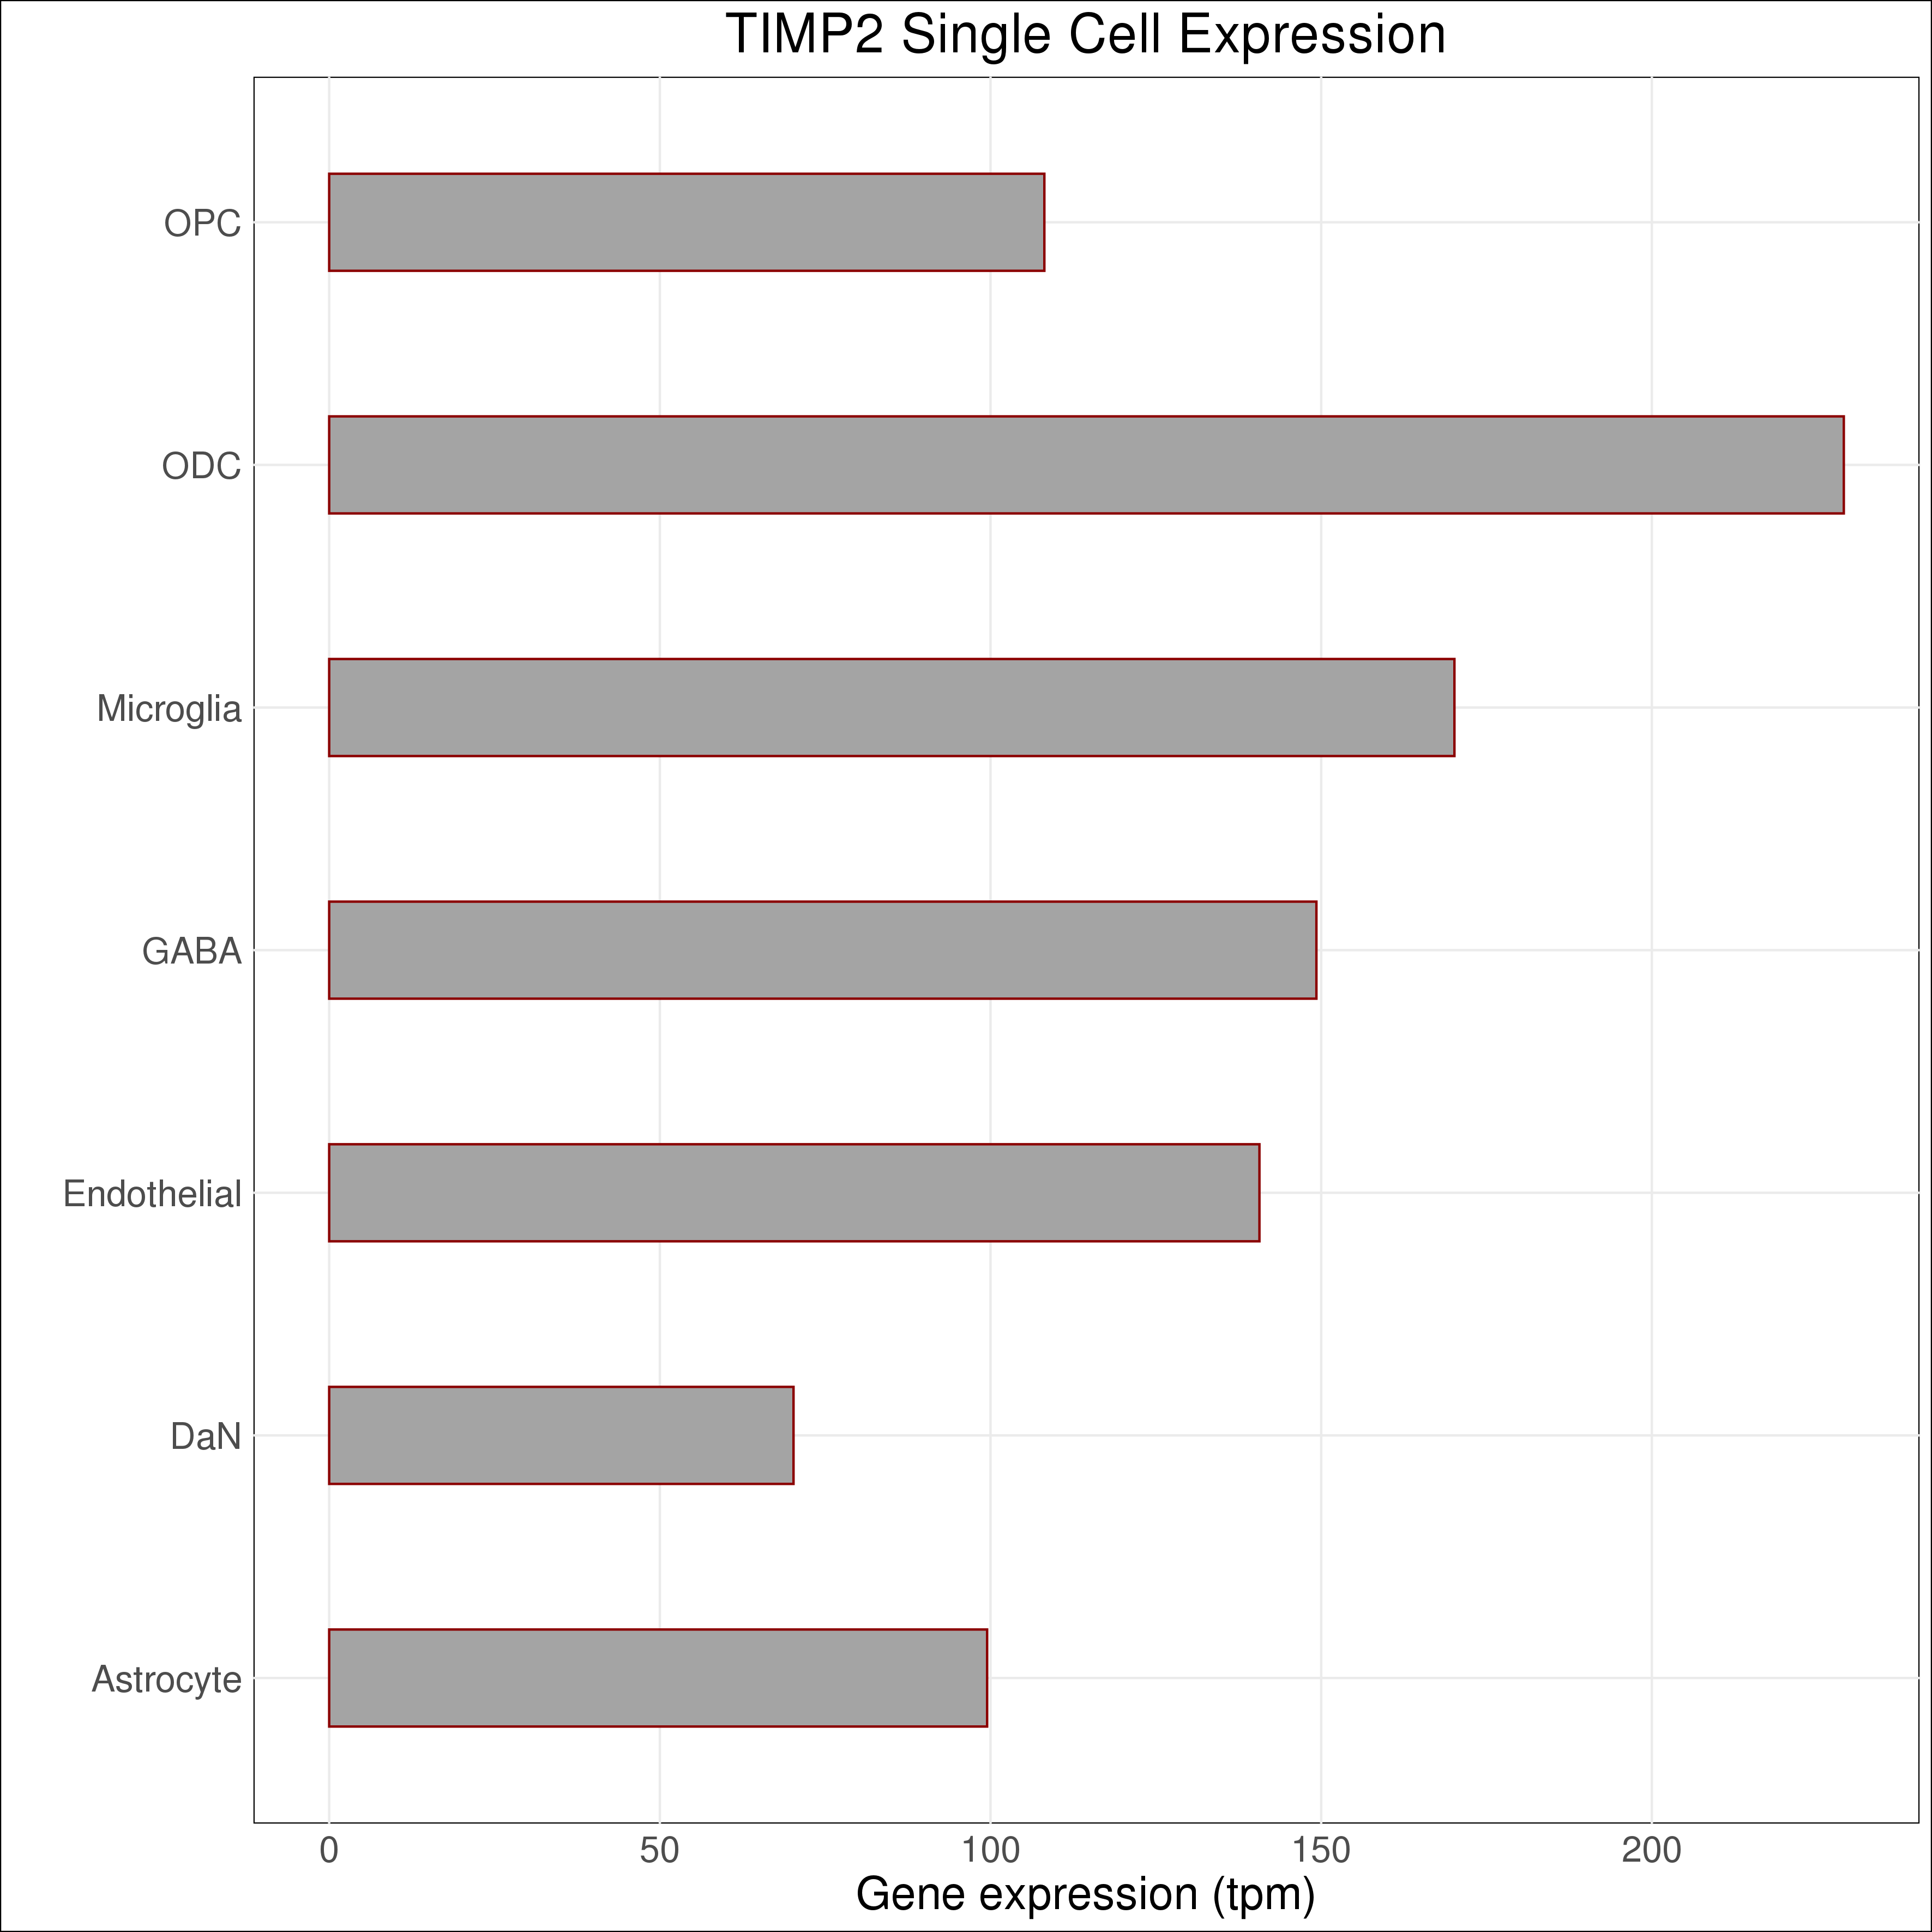 TIMP2 Single Cell Expression
OPC
ODC
Microglia
GABA
Endothelial
DaN
Astrocyte
0 50 100 150 200
Gene expression (tpm)